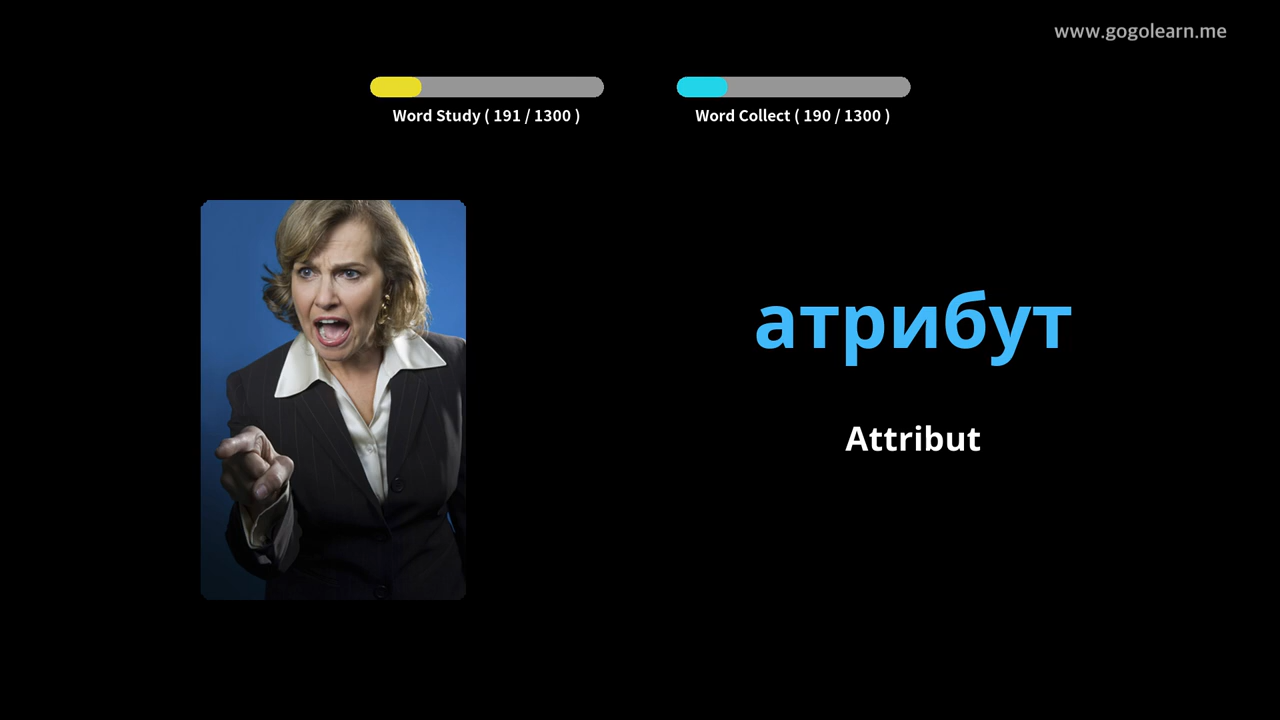 www.gogolearn.me
Word Study ( 191 / 1300 )
Word Collect ( 190 / 1300 )
атрибут
Attribut